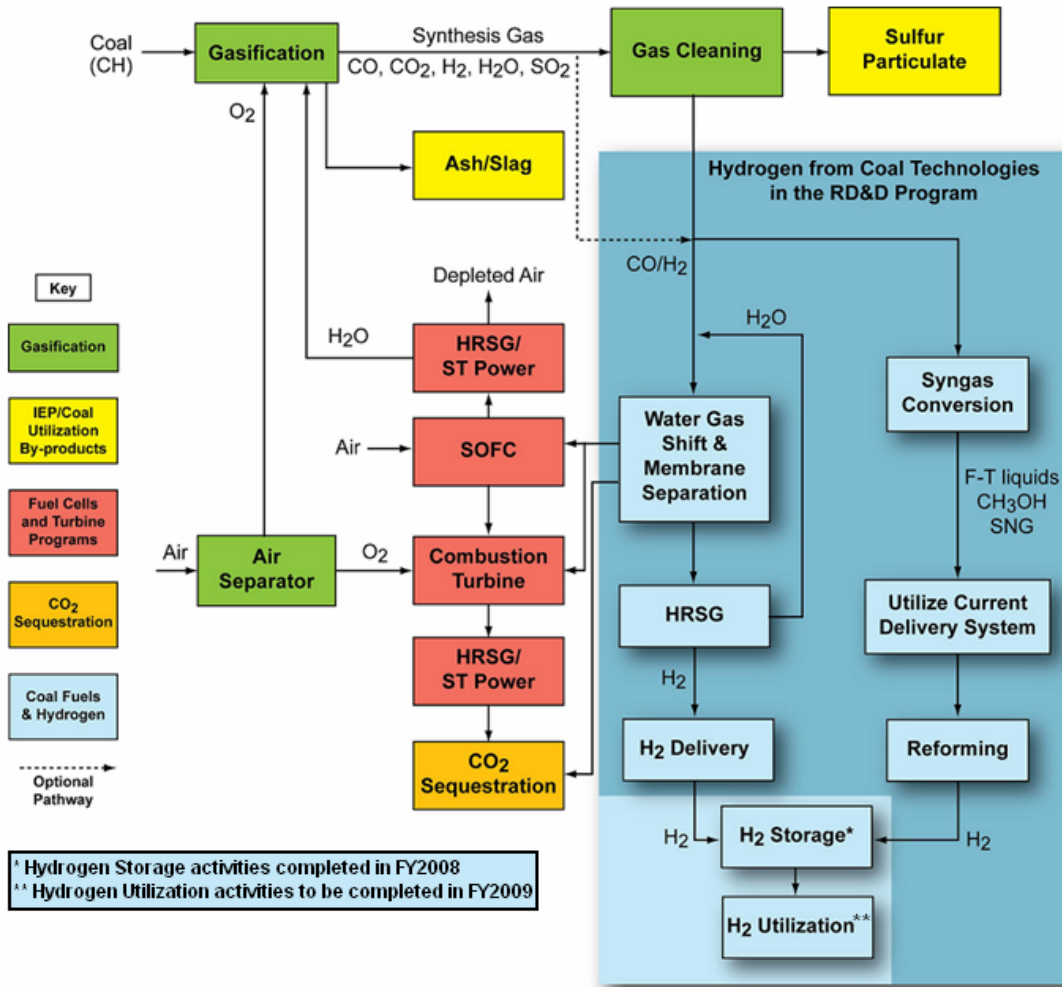 Coal
(CH)
Gasification
Synthesis Gas
CO, CO₂, H₂, H₂O, SO₂
Gas Cleaning
Sulfur
Particulate
O₂
Ash/Slag
Hydrogen from Coal Technologies
in the RD&D Program
CO/H₂
Key
Gasification
IEP/Coal
Utilization
By-products
Fuel Cells
and Turbine
Programs
CO₂
Sequestration
Coal Fuels
& Hydrogen
Optional
Pathway
Depleted Air
H₂O
HRSG/
ST Power
Air
SOFC
Air
Air
Separator
O₂
Combustion
Turbine
HRSG/
ST Power
CO₂
Sequestration
H₂O
Water Gas
Shift &
Membrane
Separation
HRSG
H₂
H₂ Delivery
H₂
Syngas
Conversion
F-T liquids
CH₃OH
SNG
Utilize Current
Delivery System
Reforming
H₂
H₂ Storage*
H₂ Utilization**
* Hydrogen Storage activities completed in FY2008
** Hydrogen Utilization activities to be completed in FY2009